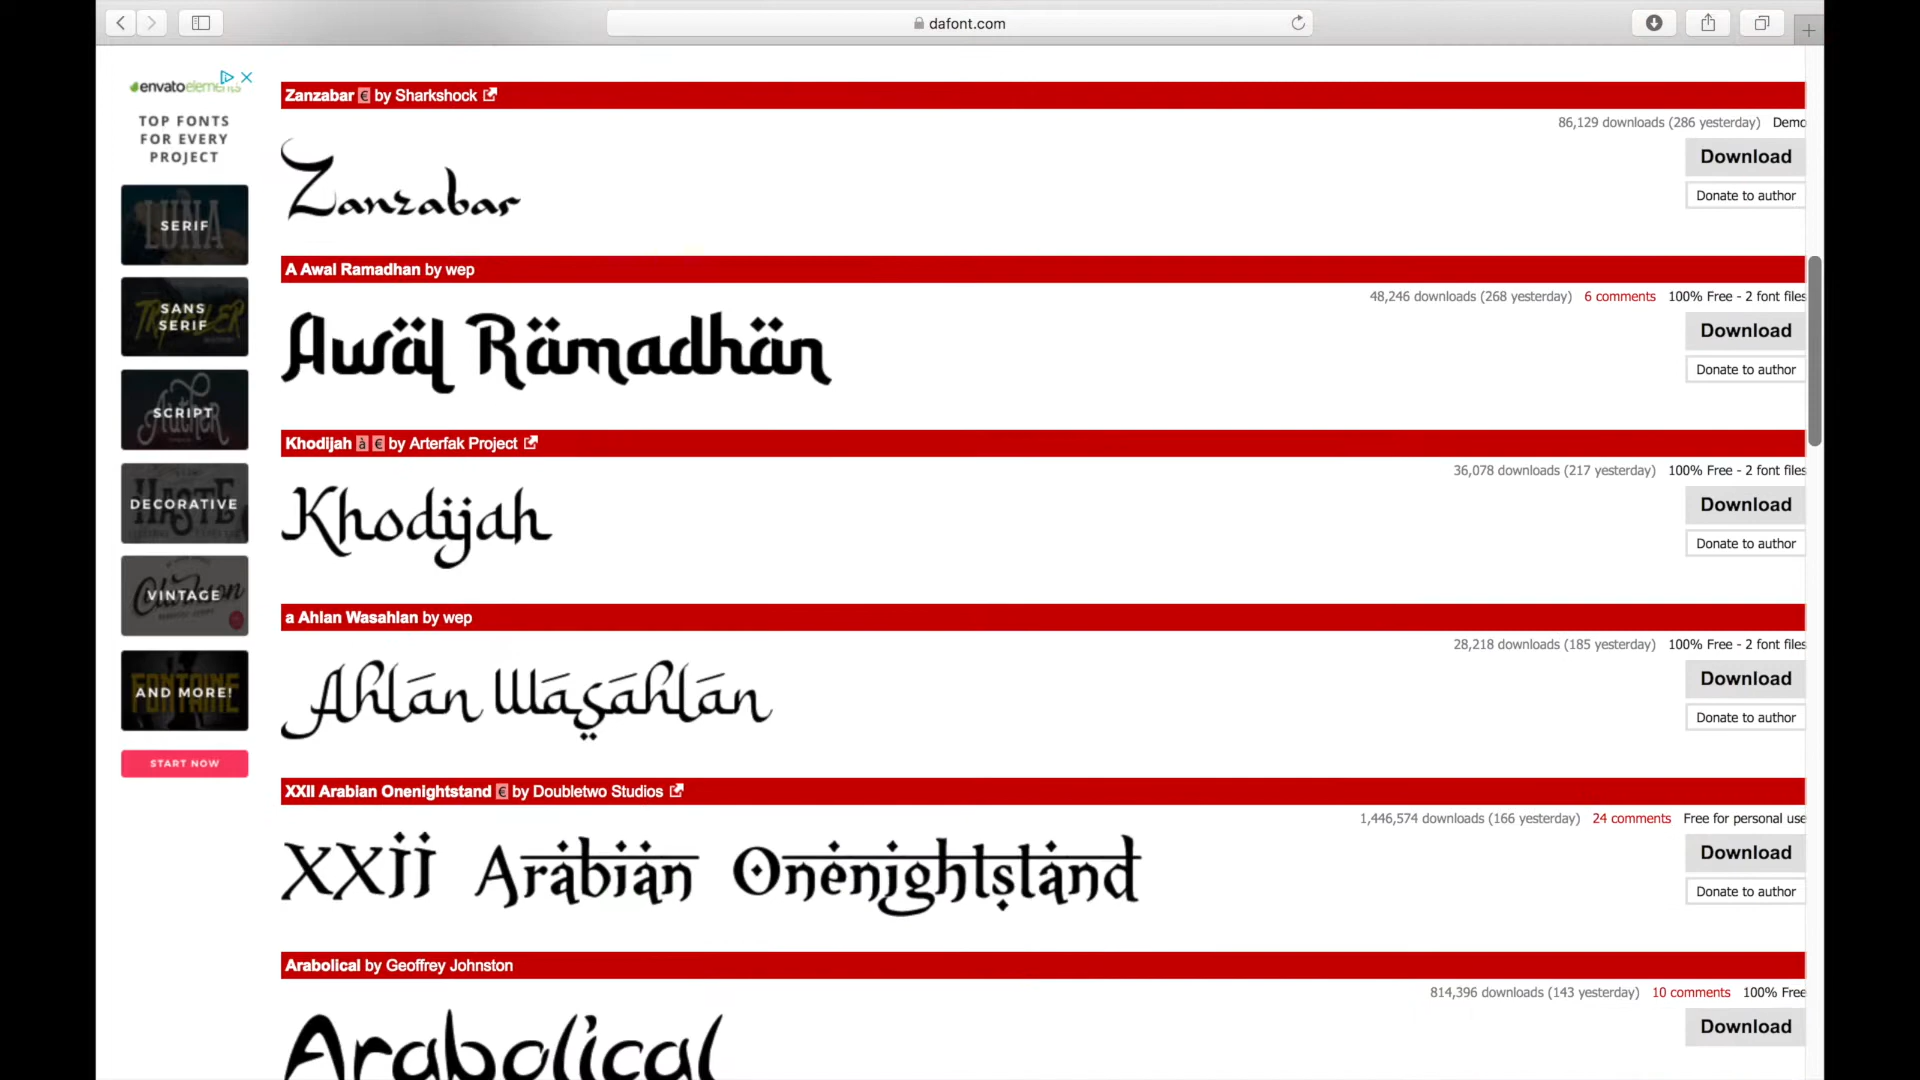 dafont.com
envatoelements
TOP FONTS
FOR EVERY
PROJECT
LUNA
SERIF
SANS
SERIF
SCRIPT
HASTE
DECORATIVE
VINTAGE
FONTAINE
AND MORE!
START NOW
Zanzabar € by Sharkshock
86,129 downloads (286 yesterday) Demo
Zanzabar
Download
Donate to author
A Awal Ramadhan by wep
48,246 downloads (268 yesterday) 6 comments 100% Free - 2 font files
Awäl Rämadhän
Download
Donate to author
Khodijah à € by Arterfak Project
36,078 downloads (217 yesterday) 100% Free - 2 font files
Khodijah
Download
Donate to author
a Ahlan Wasahlan by wep
28,218 downloads (185 yesterday) 100% Free - 2 font files
Ahlan Wasahlan
Download
Donate to author
XXII Arabian Onenightstand € by Doubletwo Studios
1,446,574 downloads (166 yesterday) 24 comments Free for personal use
XXII Arabian Onenightstand
Download
Donate to author
Arabolical by Geoffrey Johnston
814,396 downloads (143 yesterday) 10 comments 100% Free
Arabolical
Download